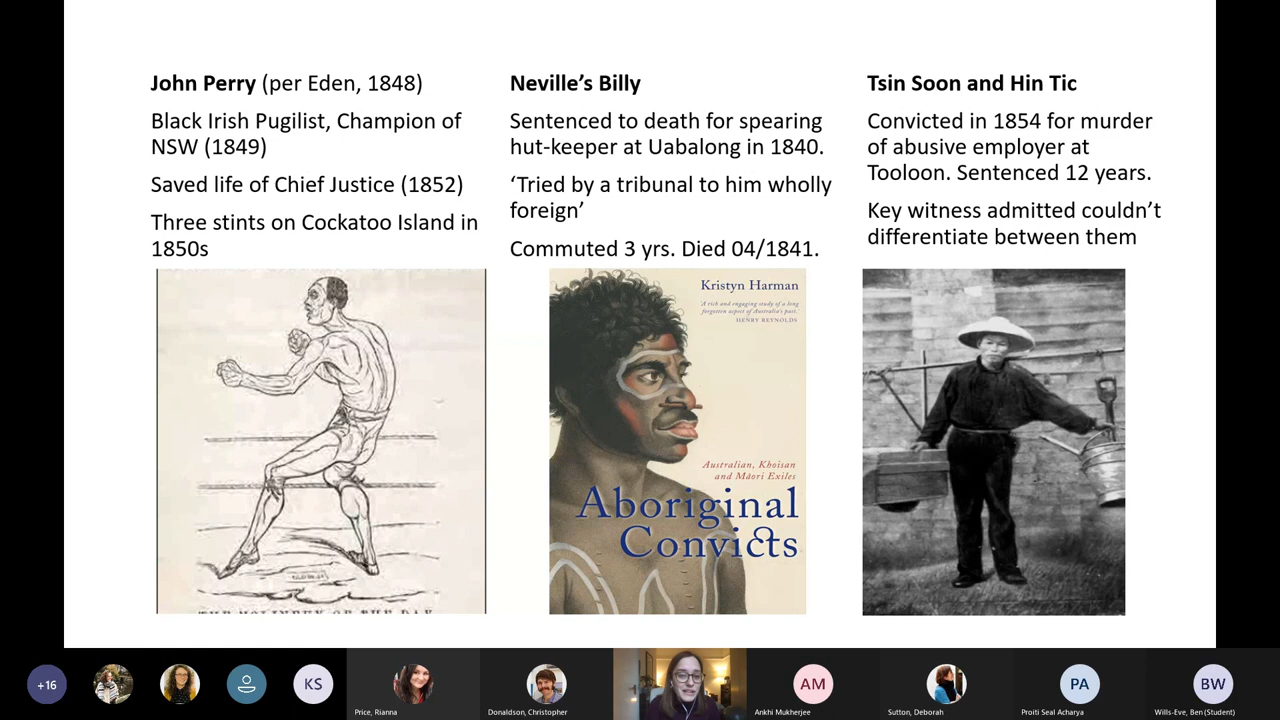 John Perry (per Eden, 1848)
Black Irish Pugilist, Champion of
NSW (1849)
Saved life of Chief Justice (1852)
Three stints on Cockatoo Island in
1850s
Neville’s Billy
Sentenced to death for spearing
hut-keeper at Uabalong in 1840.
‘Tried by a tribunal to him wholly
foreign’
Commuted 3 yrs. Died 04/1841.
Tsin Soon and Hin Tic
Convicted in 1854 for murder
of abusive employer at
Tooloon. Sentenced 12 years.
Key witness admitted couldn’t
differentiate between them
Kristyn Harman
‘A rich and engaging study of a long
forgotten aspect of Australia's past.’
HENRY REYNOLDS
Australian, Khoisan
and Māori Exiles
Aboriginal
Convicts
+16
KS
Price, Rianna
Donaldson, Christopher
AM
Ankhi Mukherjee
Sutton, Deborah
PA
Proiti Seal Acharya
BW
Wills-Eve, Ben (Student)